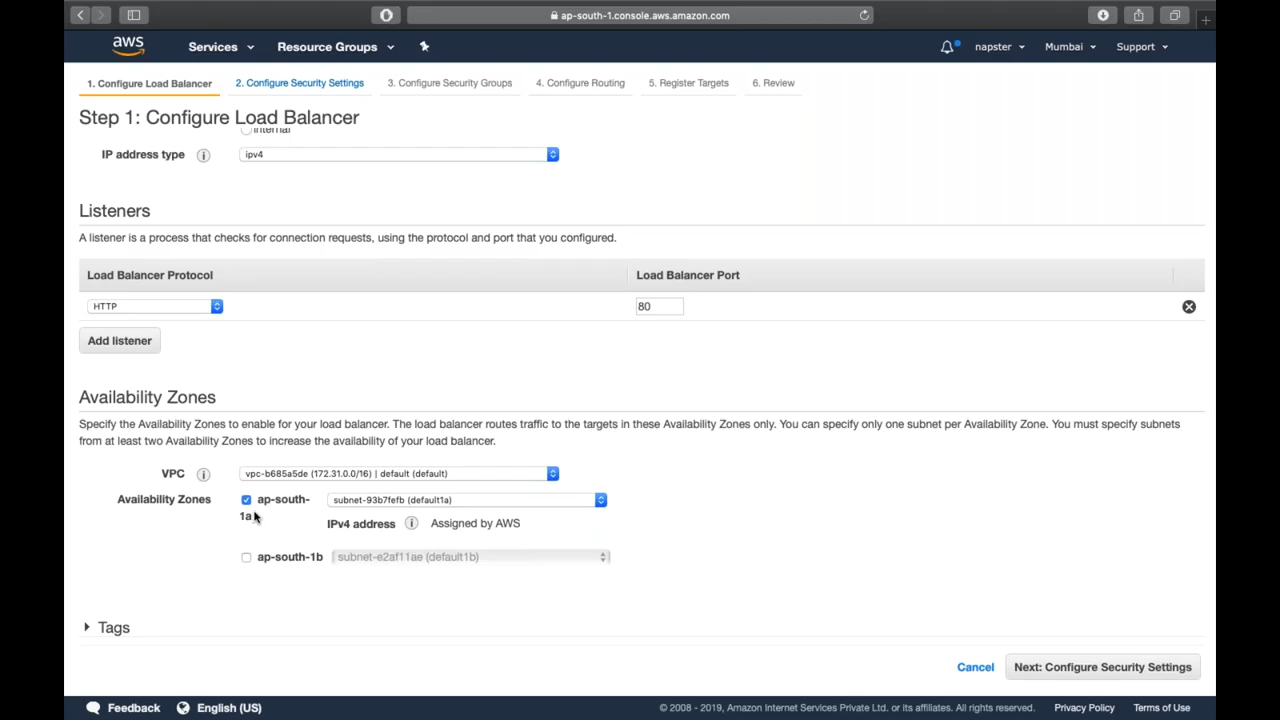 ap-south-1.console.aws.amazon.com
aws
Services
Resource Groups
napster
Mumbai
Support
1. Configure Load Balancer
2. Configure Security Settings
3. Configure Security Groups
4. Configure Routing
5. Register Targets
6. Review
Step 1: Configure Load Balancer
internal
IP address type
ipv4
Listeners
A listener is a process that checks for connection requests, using the protocol and port that you configured.
Load Balancer Protocol
Load Balancer Port
HTTP
80
Add listener
Availability Zones
Specify the Availability Zones to enable for your load balancer. The load balancer routes traffic to the targets in these Availability Zones only. You can specify only one subnet per Availability Zone. You must specify subnets
from at least two Availability Zones to increase the availability of your load balancer.
VPC
vpc-b685a5de (172.31.0.0/16) | default (default)
Availability Zones
ap-south-
1a
subnet-93b7fefb (default1a)
IPv4 address
Assigned by AWS
ap-south-1b
subnet-e2af11ae (default1b)
Tags
Cancel
Next: Configure Security Settings
Feedback
English (US)
© 2008 - 2019, Amazon Internet Services Private Ltd. or its affiliates. All rights reserved.
Privacy Policy
Terms of Use